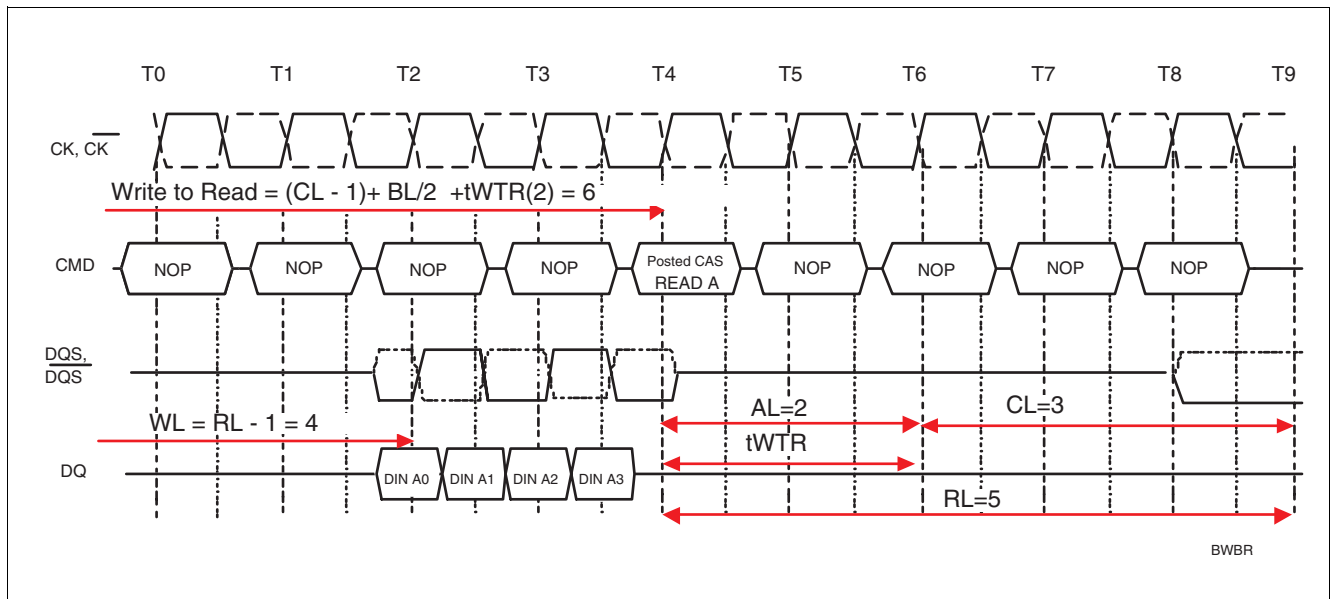 T0 T1 T2 T3 T4 T5 T6 T7 T8 T9
CK, CK
Write to Read = (CL - 1)+ BL/2 +tWTR(2) = 6
CMD NOP NOP NOP NOP Posted CAS READ A NOP NOP NOP NOP
DQS,
DQS
WL = RL - 1 = 4
AL=2
CL=3
tWTR
DQ DIN A0 DIN A1 DIN A2 DIN A3
RL=5
BWBR